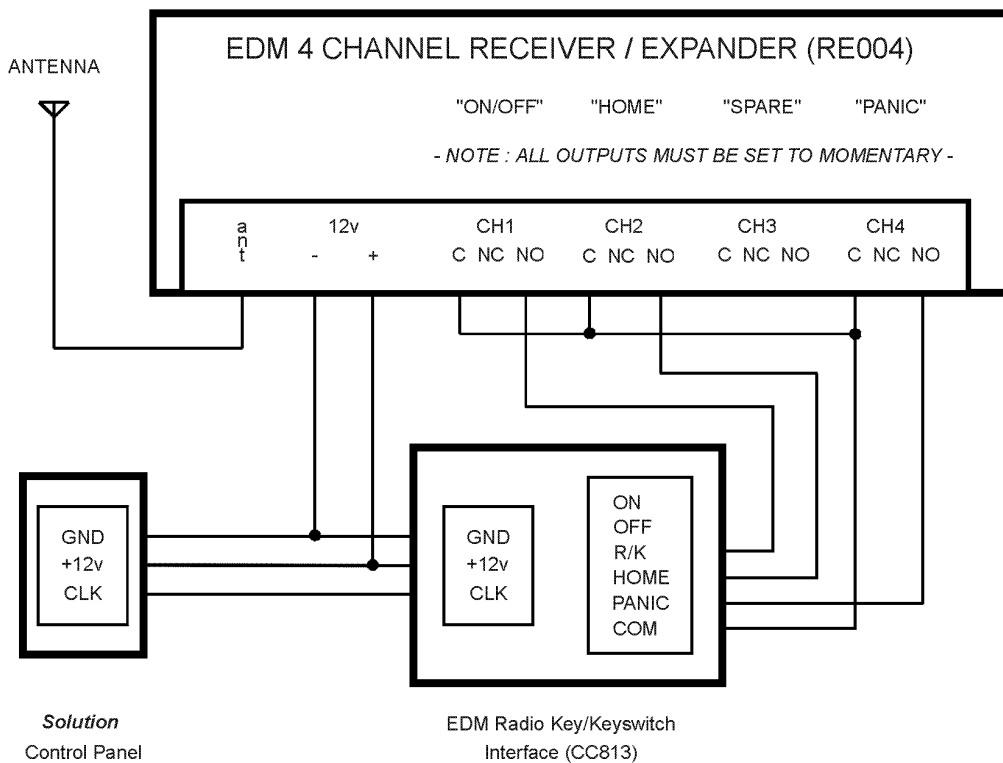 EDM 4 CHANNEL RECEIVER / EXPANDER (RE004)
ANTENNA
"ON/OFF" "HOME" "SPARE" "PANIC"
- NOTE : ALL OUTPUTS MUST BE SET TO MOMENTARY -
ant 12v CH1 CH2 CH3 CH4
- + C NC NO C NC NO C NC NO C NC NO
GND
+12v
CLK
GND
+12v
CLK
ON
OFF
R/K
HOME
PANIC
COM
Solution
Control Panel
EDM Radio Key/Keyswitch
Interface (CC813)